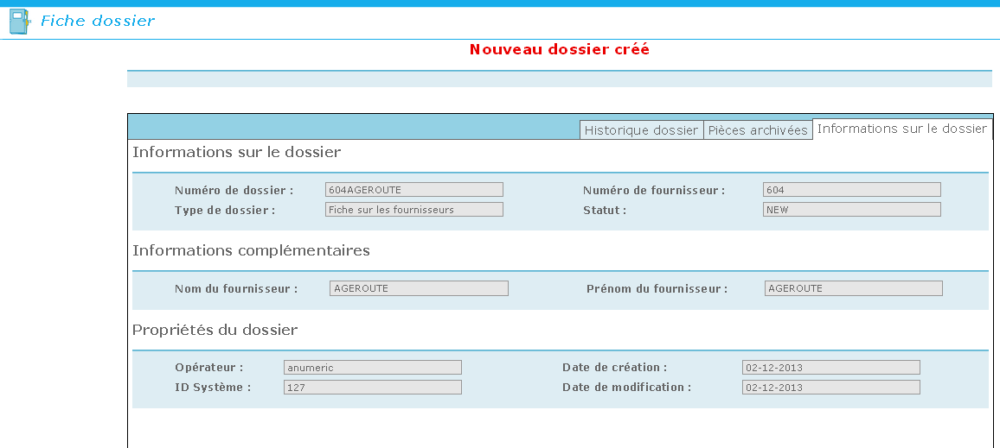 Fiche dossier
Nouveau dossier créé
Historique dossier Pièces archivées Informations sur le dossier
Informations sur le dossier
Numéro de dossier : 604AGEROUTE Numéro de fournisseur : 604
Type de dossier : Fiche sur les fournisseurs Statut : NEW
Informations complémentaires
Nom du fournisseur : AGEROUTE Prénom du fournisseur : AGEROUTE
Propriétés du dossier
Opérateur : anumeric Date de création : 02-12-2013
ID Système : 127 Date de modification : 02-12-2013